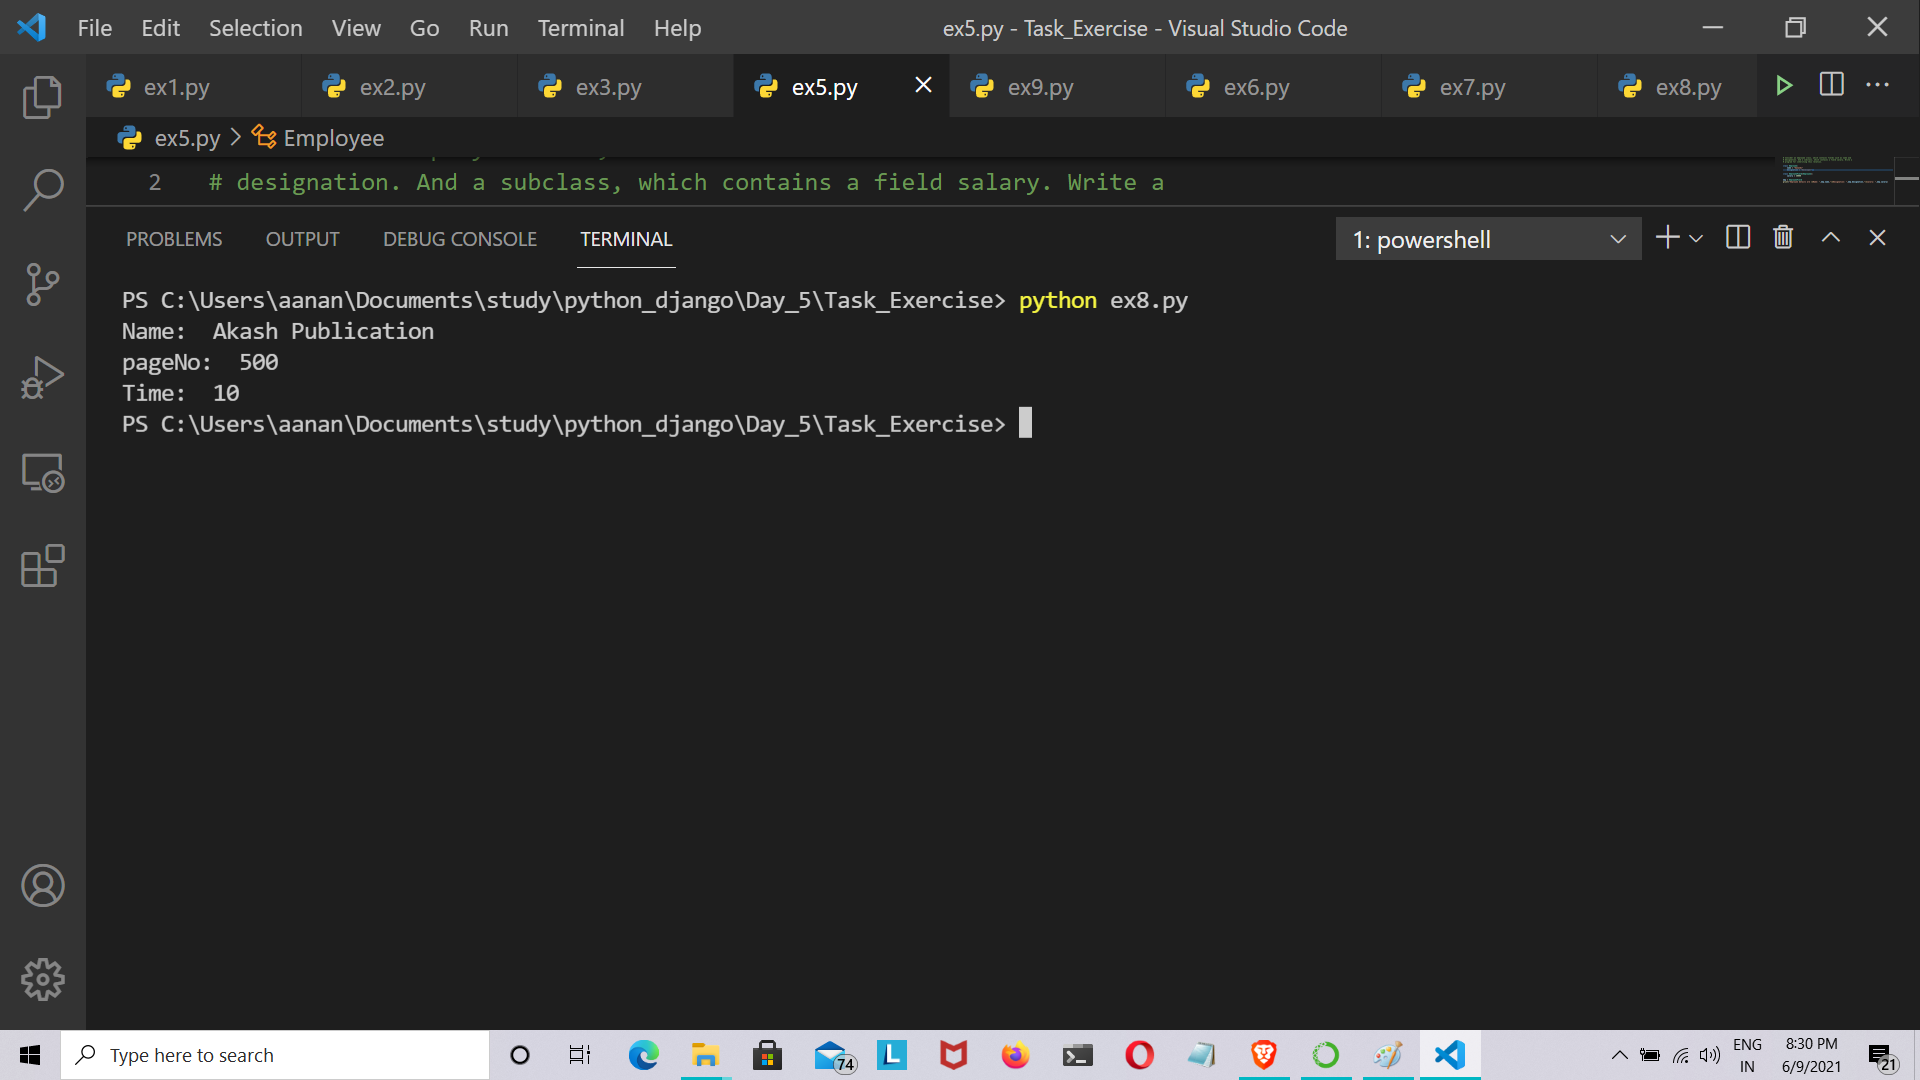 File Edit Selection View Go Run Terminal Help ex5.py - Task_Exercise - Visual Studio Code
ex1.py ex2.py ex3.py ex5.py ex9.py ex6.py ex7.py ex8.py
ex5.py > Employee
2 # designation. And a subclass, which contains a field salary. Write a
PROBLEMS OUTPUT DEBUG CONSOLE TERMINAL 1: powershell
PS C:\Users\aanan\Documents\study\python_django\Day_5\Task_Exercise> python ex8.py
Name:  Akash Publication
pageNo:  500
Time:  10
PS C:\Users\aanan\Documents\study\python_django\Day_5\Task_Exercise>
Type here to search 74 ENG 8:30 PM
IN 6/9/2021 21